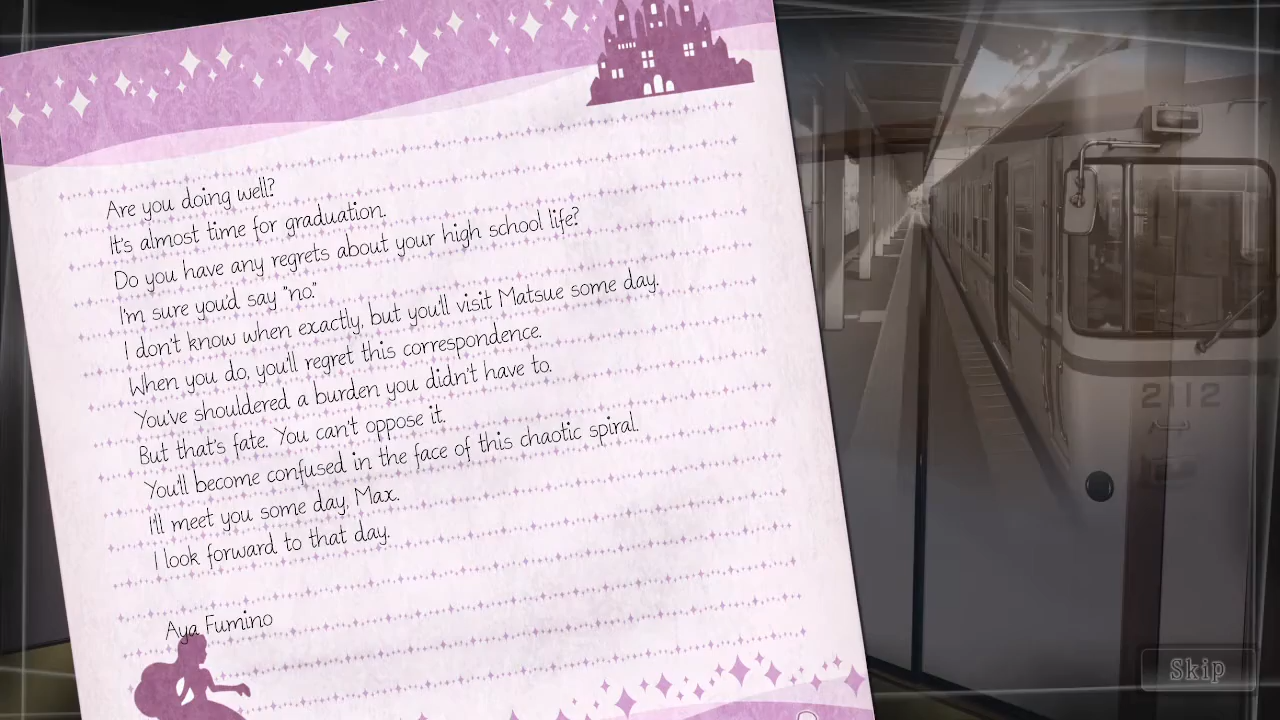 Are you doing well?
It's almost time for graduation.
Do you have any regrets about your high school life?
I'm sure you'd say "no."
I don't know when exactly, but you'll visit Matsue some day.
When you do, you'll regret this correspondence.
You've shouldered a burden you didn't have to.
But that's fate. You can't oppose it.
You'll become confused in the face of this chaotic spiral.
I'll meet you some day, Max.
I look forward to that day.
Aya Fumino
2112
Skip